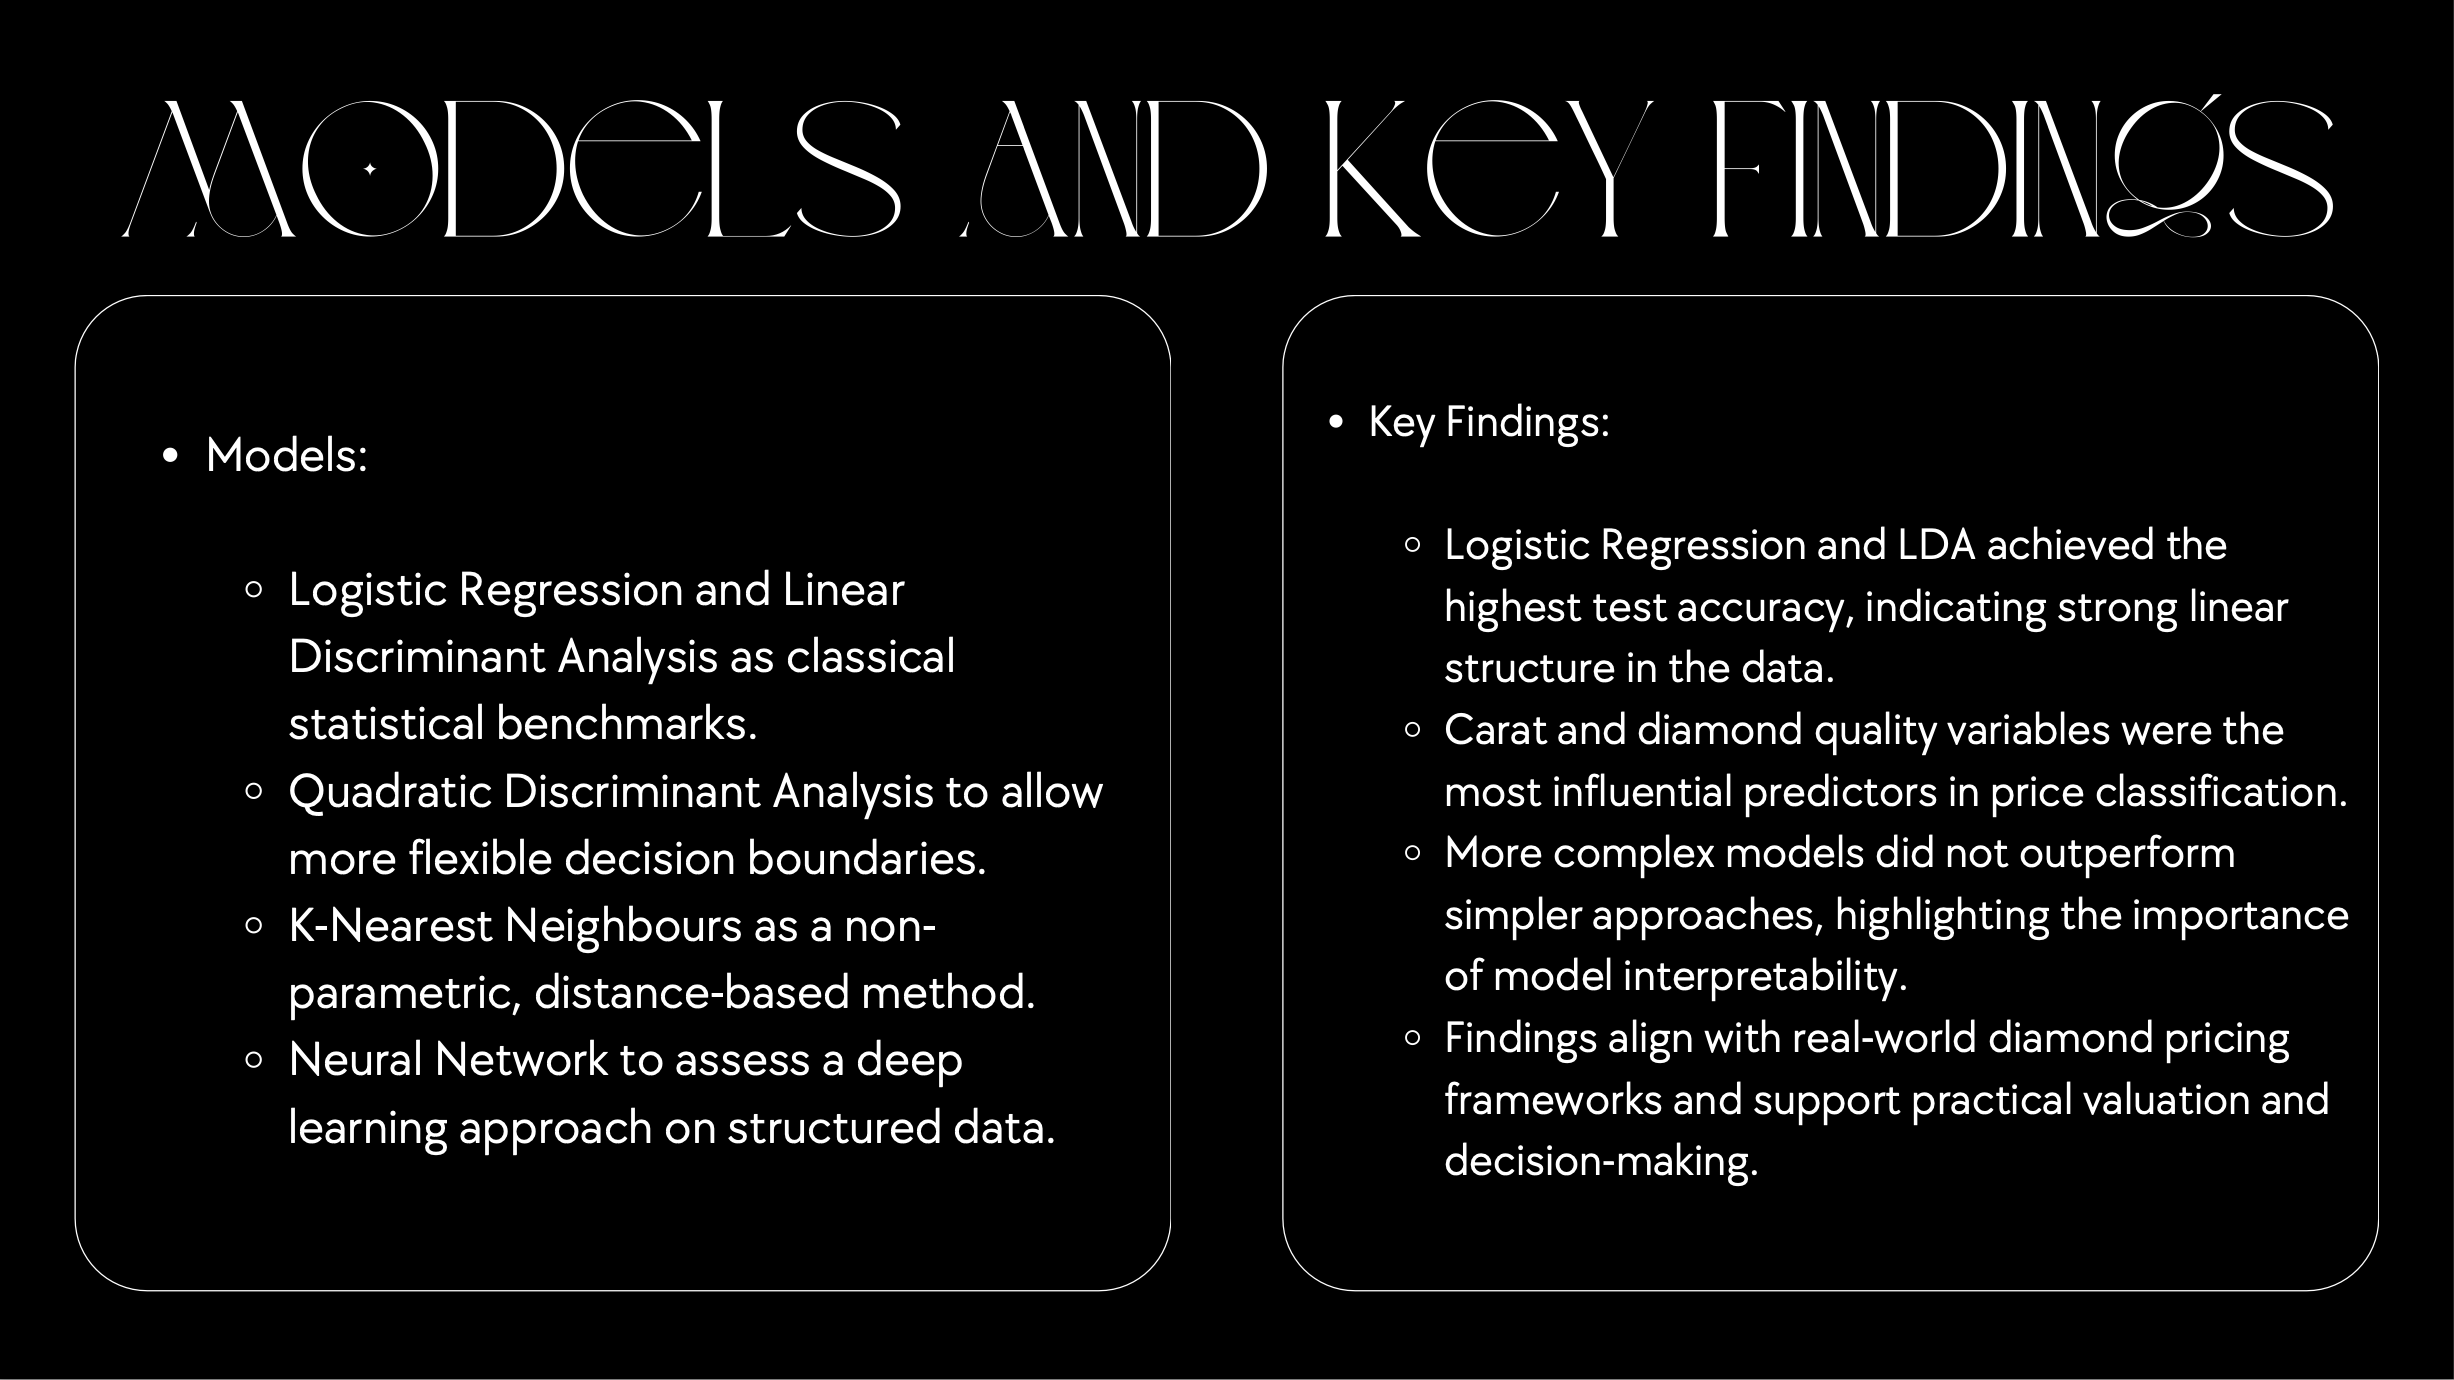 MODELS AND KEY FINDINGS
• Models:
◦ Logistic Regression and Linear
Discriminant Analysis as classical
statistical benchmarks.
◦ Quadratic Discriminant Analysis to allow
more flexible decision boundaries.
◦ K-Nearest Neighbours as a non-
parametric, distance-based method.
◦ Neural Network to assess a deep
learning approach on structured data.
• Key Findings:
◦ Logistic Regression and LDA achieved the
highest test accuracy, indicating strong linear
structure in the data.
◦ Carat and diamond quality variables were the
most influential predictors in price classification.
◦ More complex models did not outperform
simpler approaches, highlighting the importance
of model interpretability.
◦ Findings align with real-world diamond pricing
frameworks and support practical valuation and
decision-making.